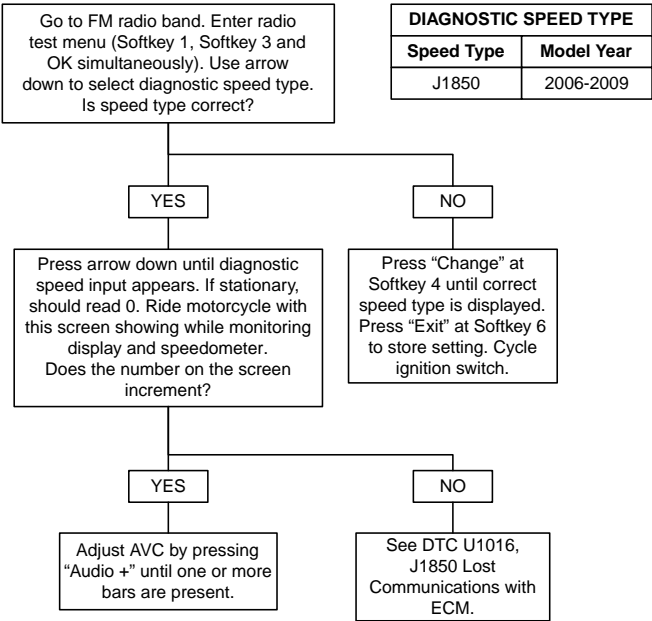 Go to FM radio band. Enter radio
test menu (Softkey 1, Softkey 3 and
OK simultaneously). Use arrow
down to select diagnostic speed type.
Is speed type correct?
DIAGNOSTIC SPEED TYPE
Speed Type Model Year
J1850 2006-2009
YES
NO
Press arrow down until diagnostic
speed input appears. If stationary,
should read 0. Ride motorcycle with
this screen showing while monitoring
display and speedometer.
Does the number on the screen
increment?
Press “Change” at
Softkey 4 until correct
speed type is displayed.
Press “Exit” at Softkey 6
to store setting. Cycle
ignition switch.
YES
NO
Adjust AVC by pressing
“Audio +” until one or more
bars are present.
See DTC U1016,
J1850 Lost
Communications with
ECM.